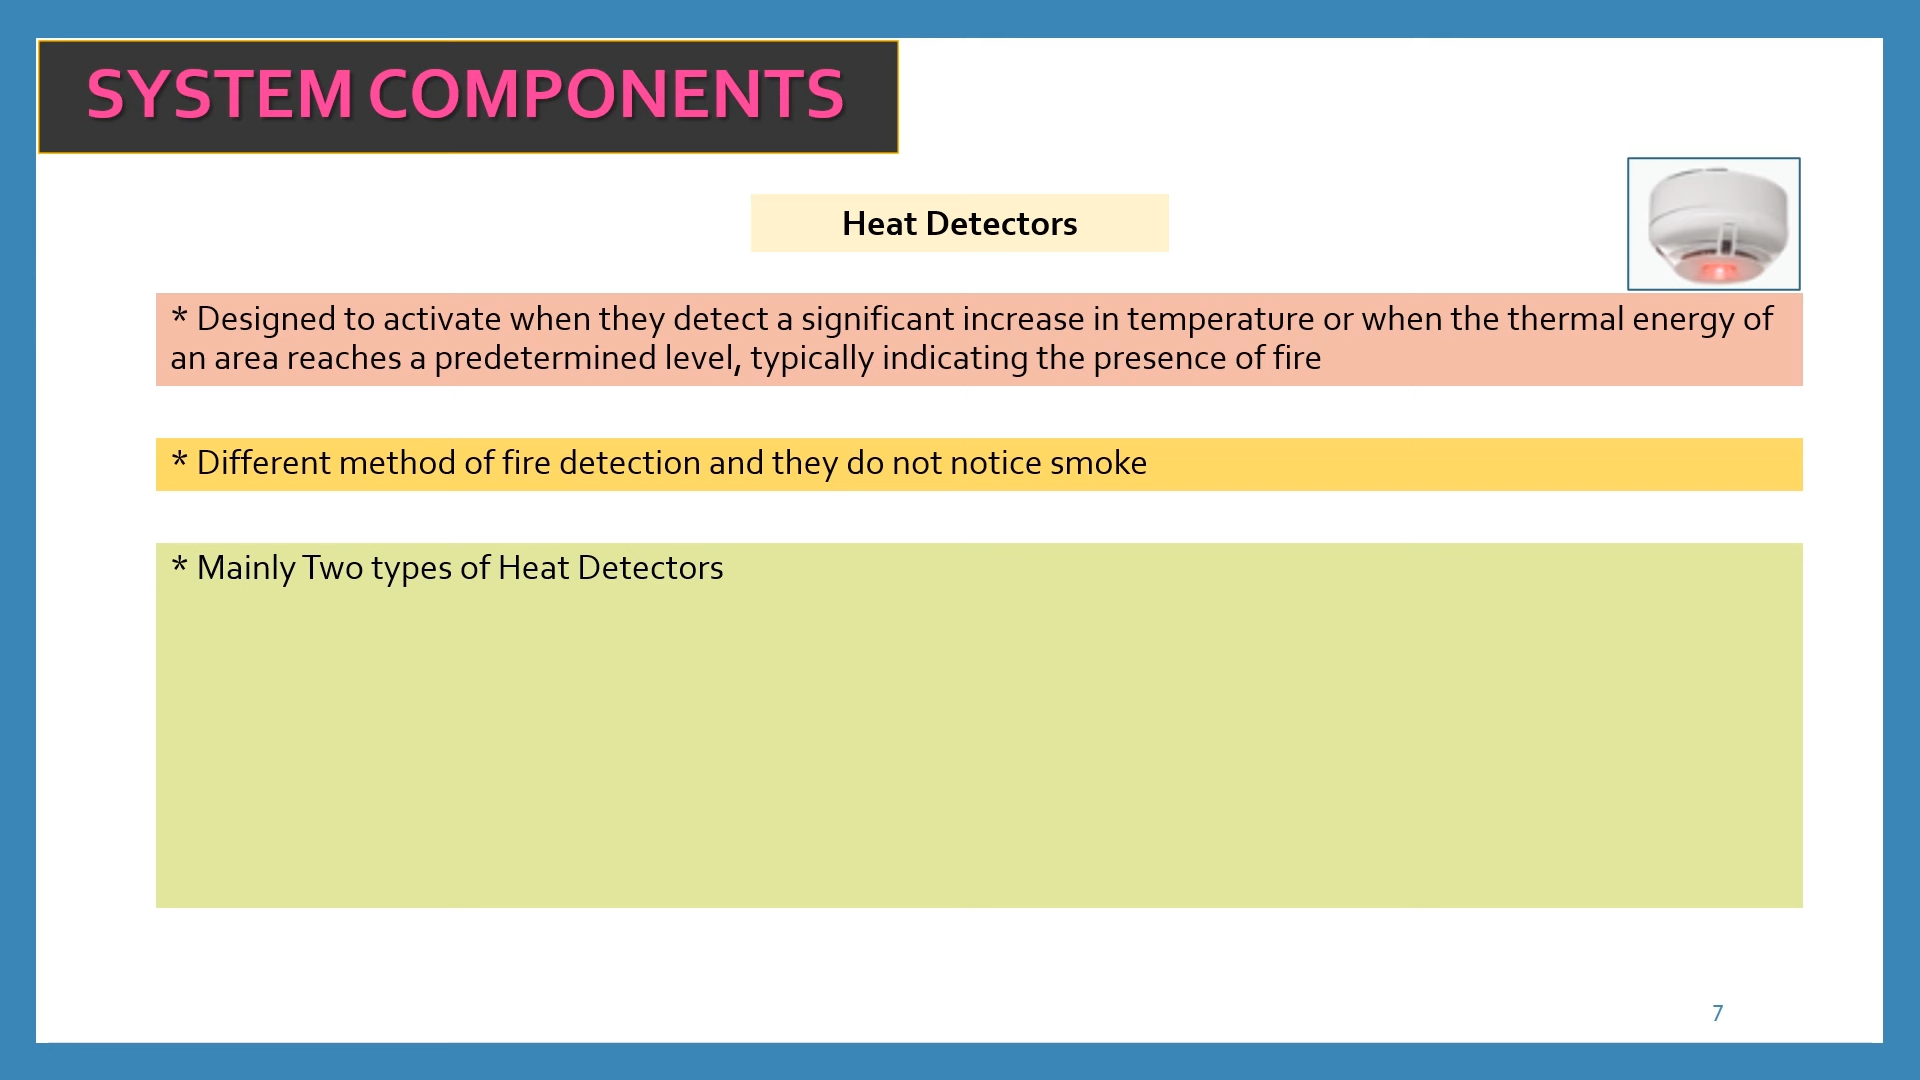 SYSTEM COMPONENTS
Heat Detectors
* Designed to activate when they detect a significant increase in temperature or when the thermal energy of
an area reaches a predetermined level, typically indicating the presence of fire
* Different method of fire detection and they do not notice smoke
* Mainly Two types of Heat Detectors
7